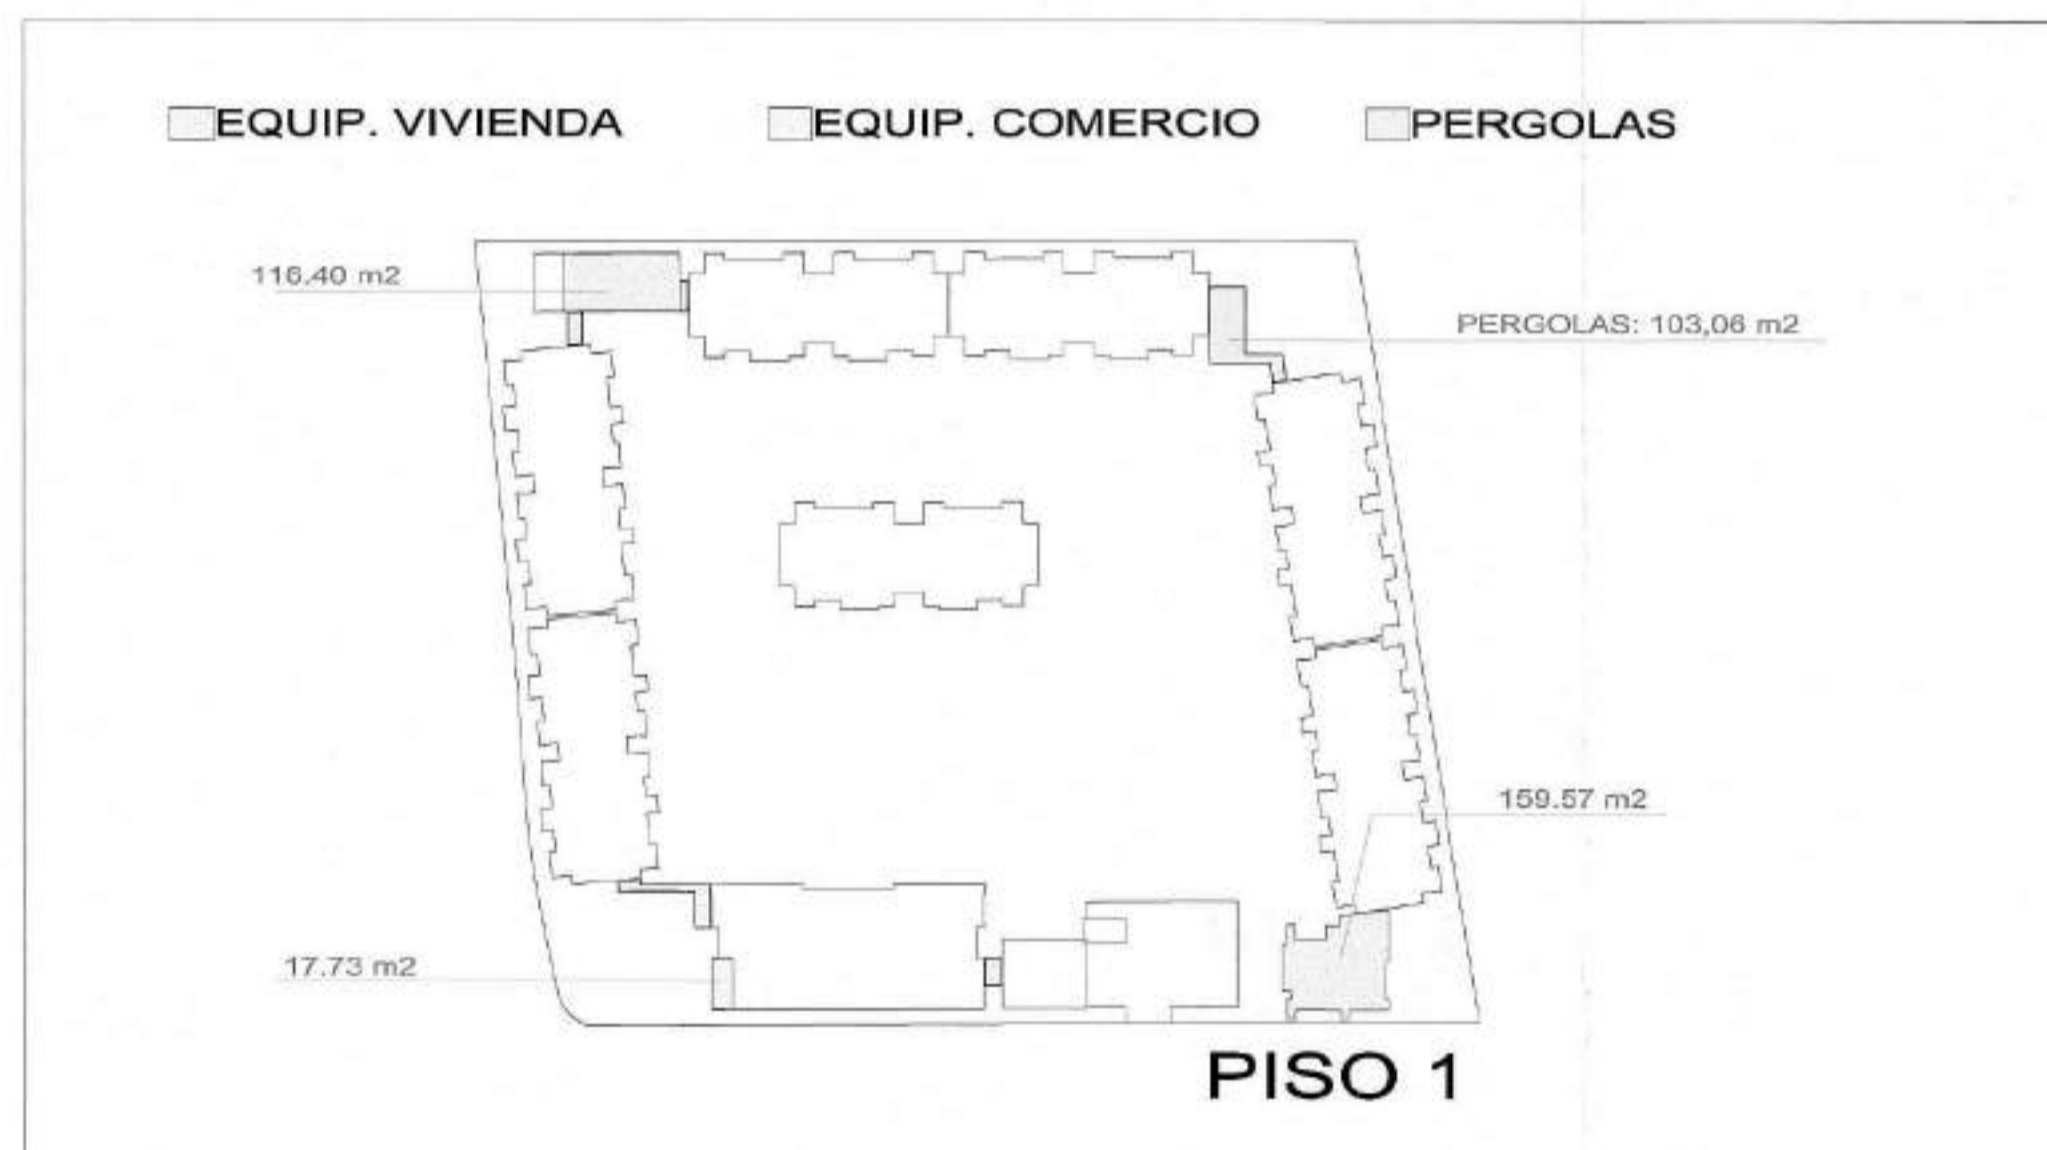 EQUIP. VIVIENDA
EQUIP. COMERCIO
PERGOLAS
116.40 m2
PERGOLAS: 103,06 m2
159.57 m2
17.73 m2
PISO 1